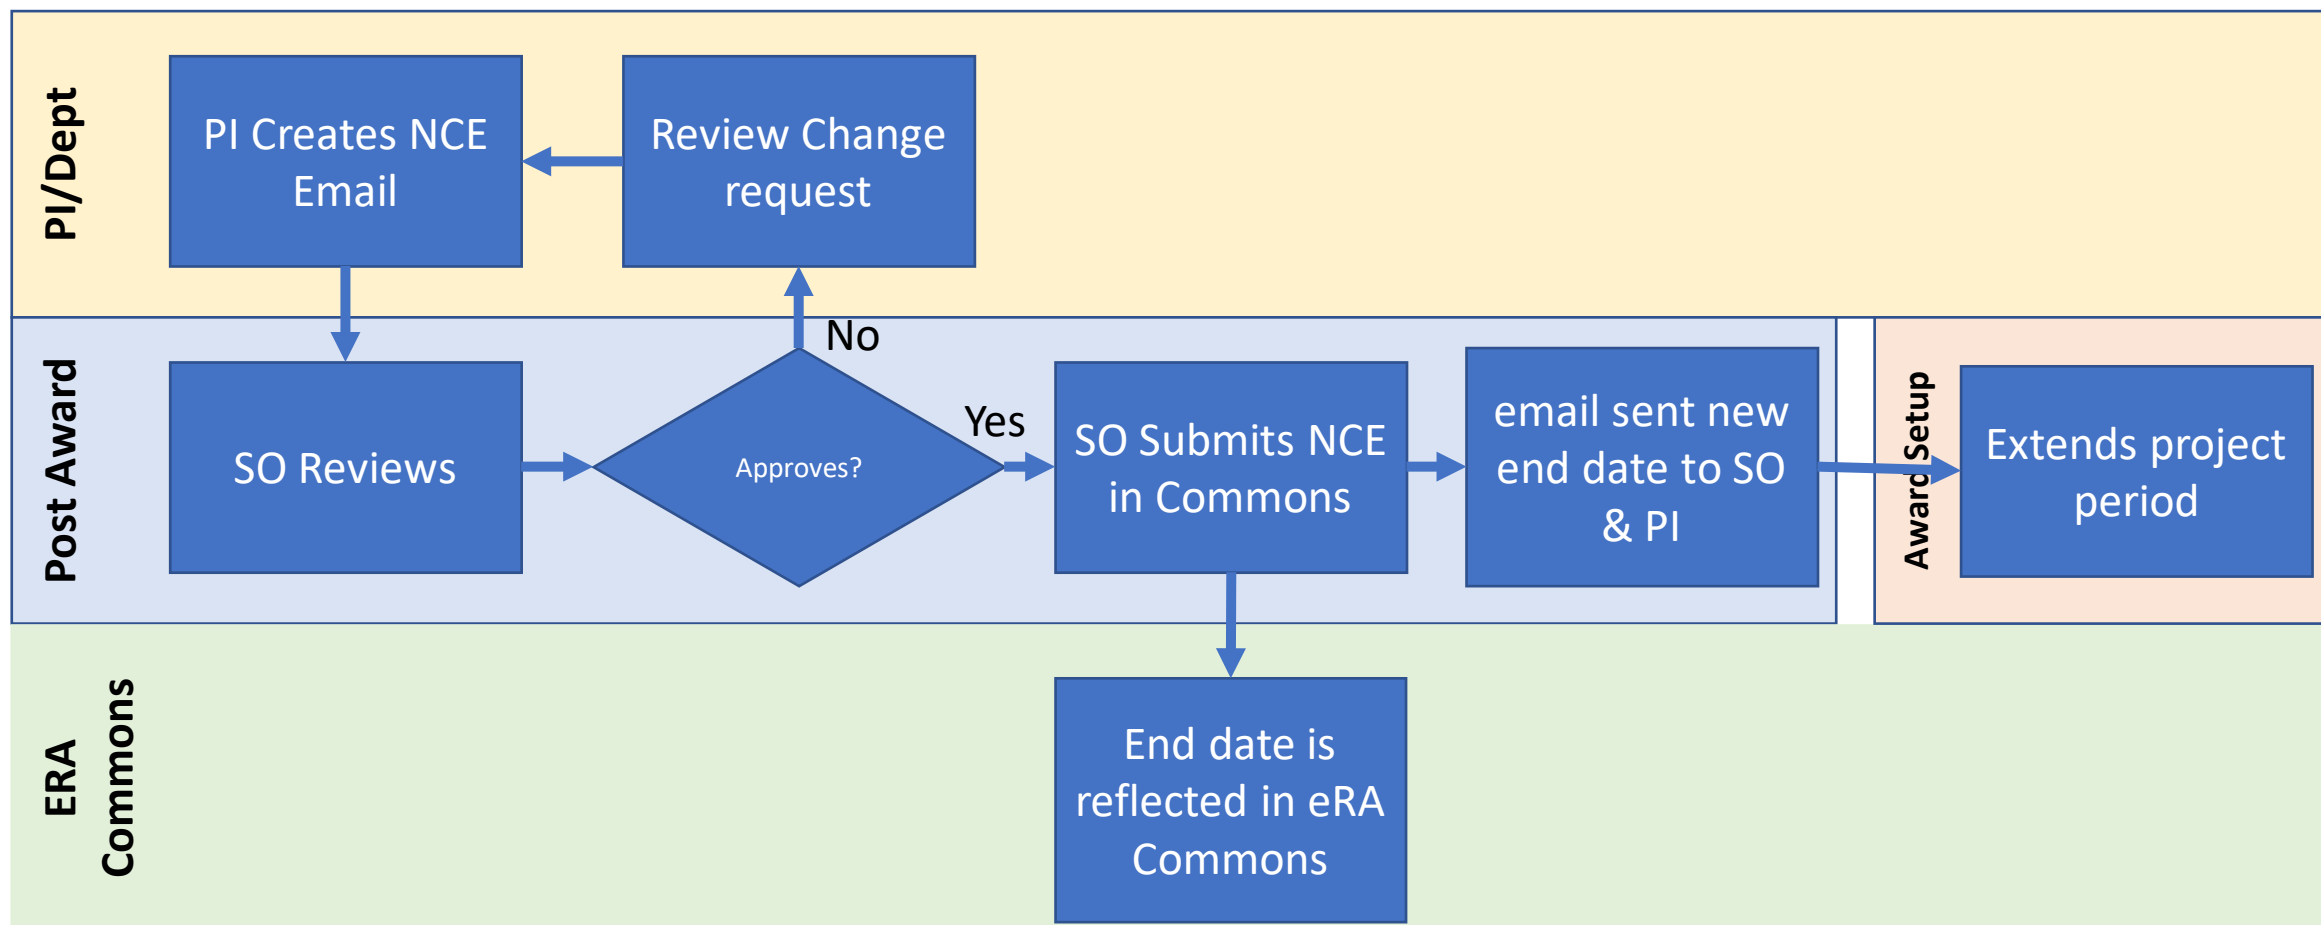 PI/Dept
PI Creates NCE
Email
Review Change
request
No
Post Award
SO Reviews
Approves?
Yes
SO Submits NCE
in Commons
email sent new
end date to SO
& PI
Award Setup
Extends project
period
ERA
Commons
End date is
reflected in eRA
Commons